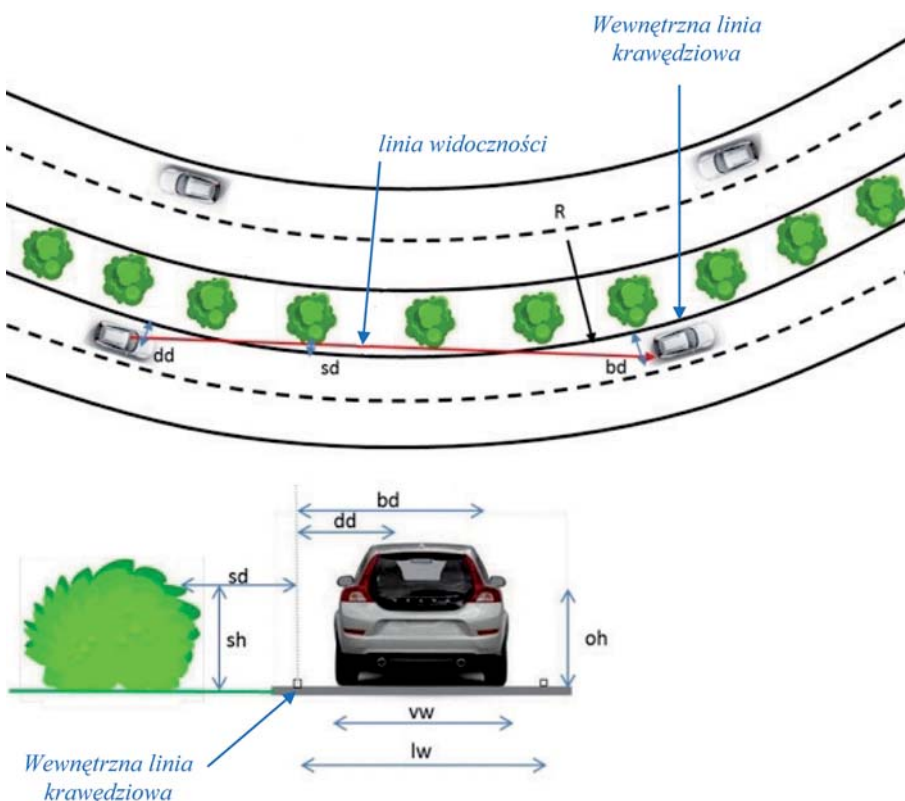 Wewnętrzna linia
krawędziowa
linia widoczności
R
dd
sd
bd
bd
dd
sd
sh
oh
vw
lw
Wewnętrzna linia
krawędziowa